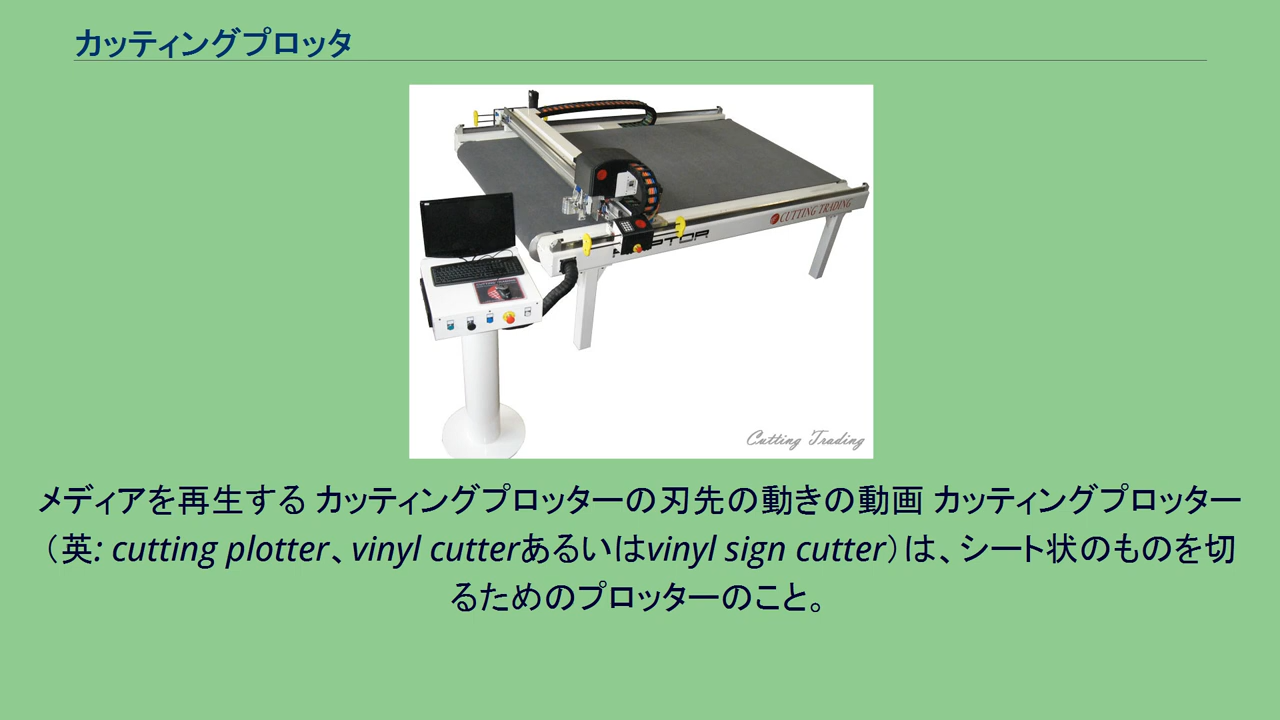 カッティングプロッタ
CUTTING TRADING
Cutting Trading
メディアを再生する カッティングプロッターの刃先の動きの動画 カッティングプロッター
（英: cutting plotter、vinyl cutterあるいはvinyl sign cutter）は、シート状のものを切
るためのプロッターのこと。